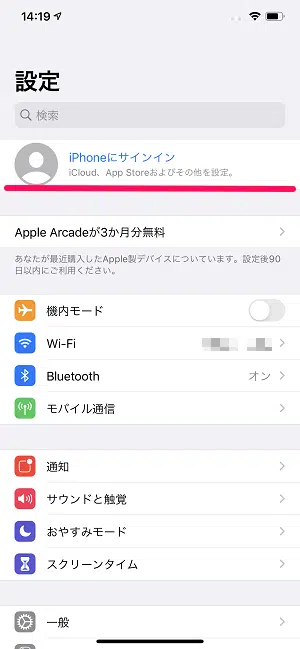 14:19
設定
検索
iPhoneにサインイン
iCloud、App Storeおよびその他を設定。
Apple Arcadeが3か月分無料
あなたが最近購入したApple製デバイスについています。設定後90
日以内にご利用ください。
機内モード
Wi-Fi
Bluetooth オン
モバイル通信
通知
サウンドと触覚
おやすみモード
スクリーンタイム
一般